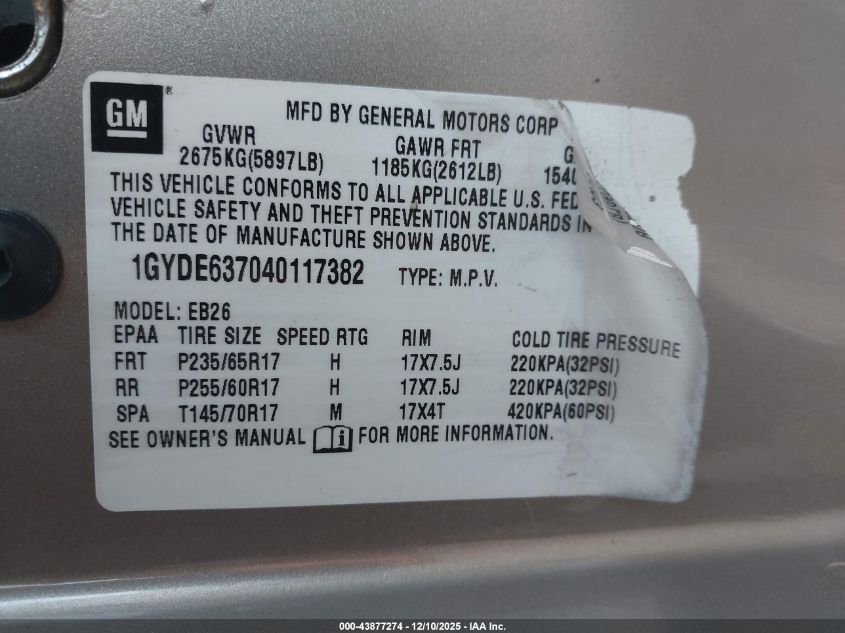 GM ®
MFD BY GENERAL MOTORS CORP
GVWR GAWR FRT G
2675KG(5897LB) 1185KG(2612LB) 154
THIS VEHICLE CONFORMS TO ALL APPLICABLE U.S. FED
VEHICLE SAFETY AND THEFT PREVENTION STANDARDS IN
THE DATE OF MANUFACTURE SHOWN ABOVE.
1GYDE637040117382 TYPE: M.P.V.
MODEL: EB26
EPAA TIRE SIZE SPEED RTG RIM COLD TIRE PRESSURE
FRT P235/65R17 H 17X7.5J 220KPA(32PSI)
RR P255/60R17 H 17X7.5J 220KPA(32PSI)
SPA T145/70R17 M 17X4T 420KPA(60PSI)
SEE OWNER'S MANUAL FOR MORE INFORMATION.
000-43877274 - 12/10/2025 - IAA Inc.